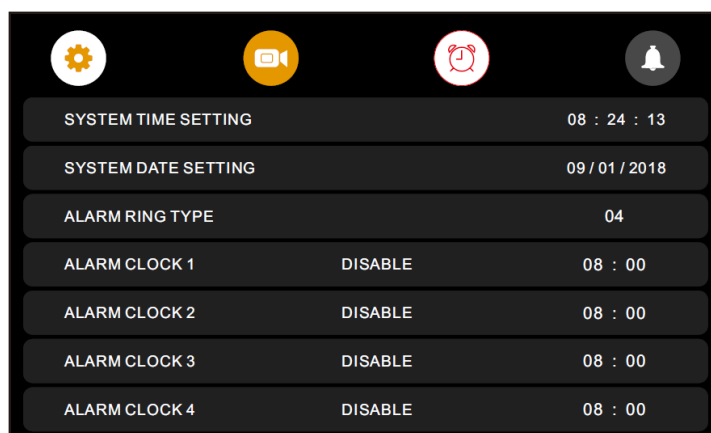 SYSTEM TIME SETTING 08 : 24 : 13
SYSTEM DATE SETTING 09 / 01 / 2018
ALARM RING TYPE 04
ALARM CLOCK 1 DISABLE 08 : 00
ALARM CLOCK 2 DISABLE 08 : 00
ALARM CLOCK 3 DISABLE 08 : 00
ALARM CLOCK 4 DISABLE 08 : 00